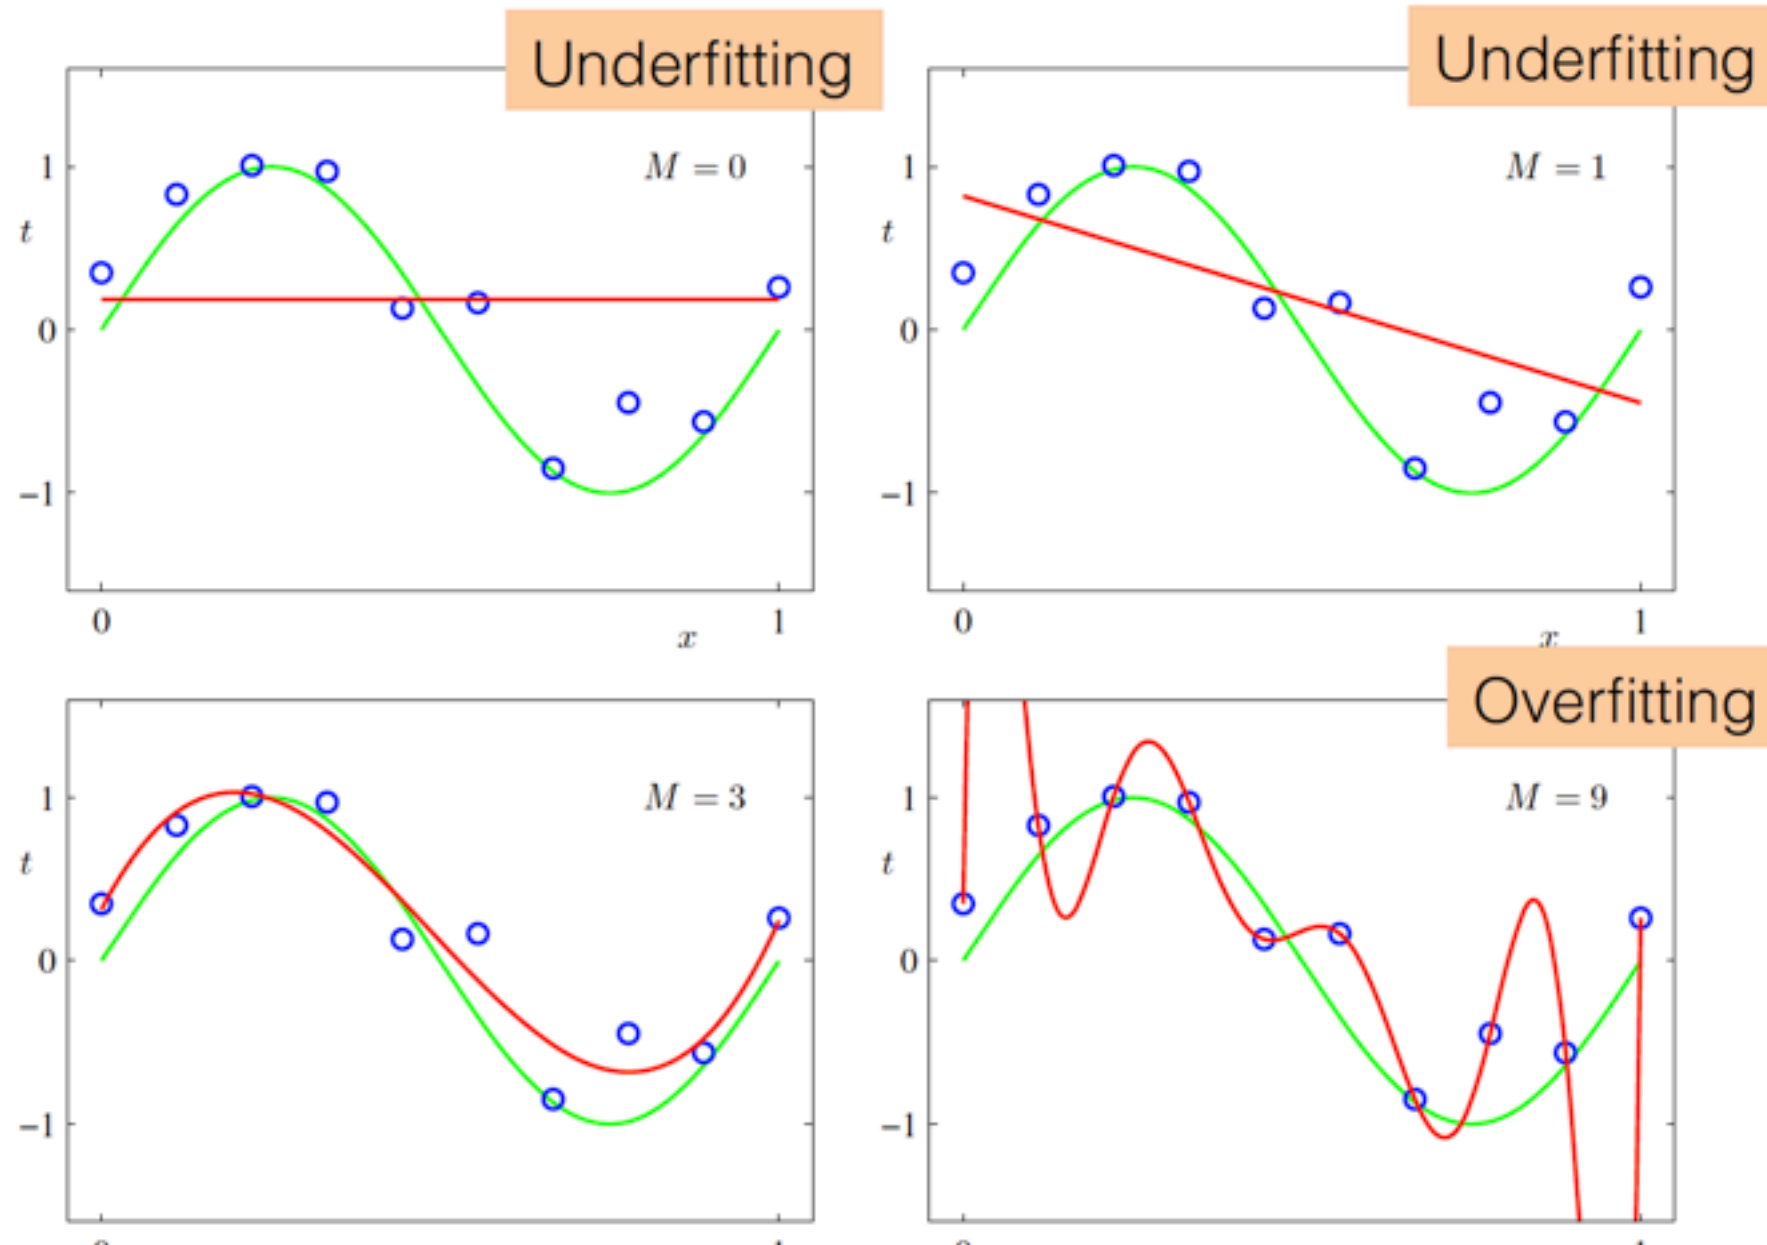 Underfitting
M = 0
1
t
0
−1
0
x
1
Underfitting
M = 1
1
t
0
−1
0
x
1
M = 3
1
t
0
−1
Overfitting
M = 9
1
t
0
−1